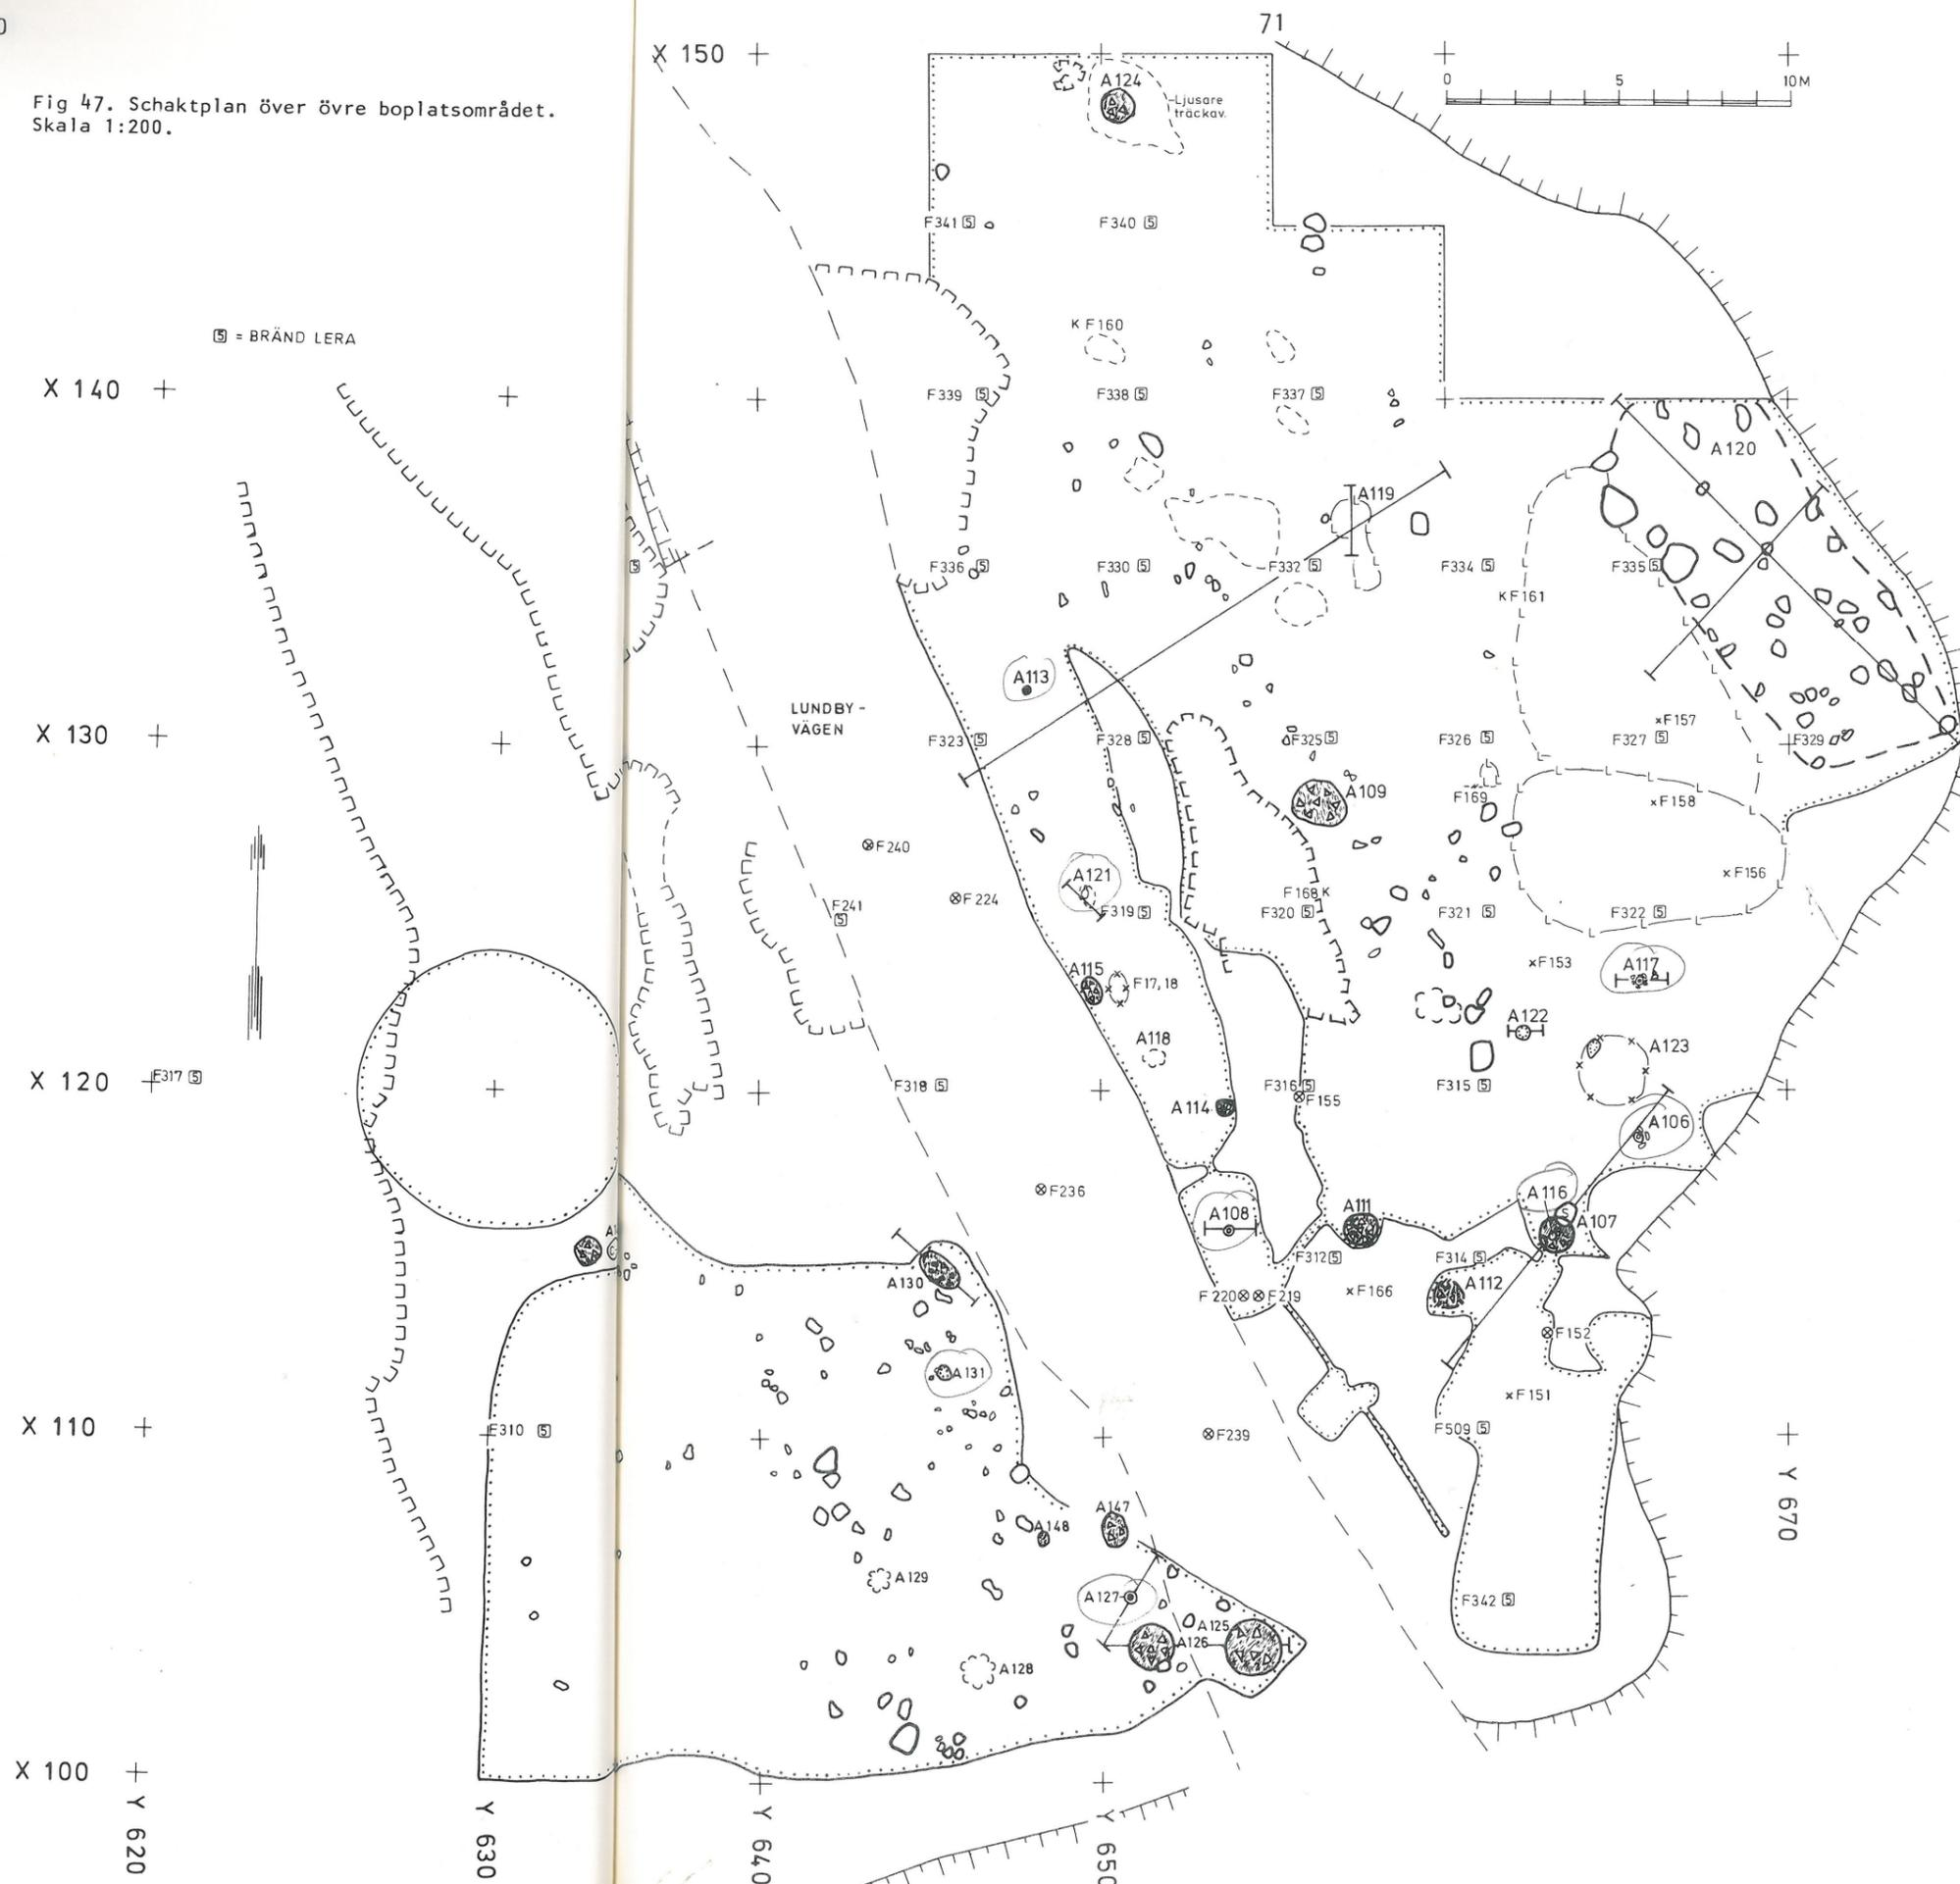 71
X 150
0 5 10M
Fig 47. Schaktplan över övre boplatsområdet.
Skala 1:200.
A124
Ljusare
träckav.
F341 5
F340 5
5 = BRÄND LERA
K F160
X 140
F339 5
F338 5
F337 5
A120
A119
F336 5
F330 5
F332 5
F334 5
F335 5
5
K F161
A113
LUNDBY-
VÄGEN
×F157
X 130
F323 5
F328 5
F325 5
F326 5
F327 5
F329
A109
F169
×F158
F240
A121
F168 K
×F156
F224
F241
5
F319 5
F320 5
F321 5
F322 5
×F153
A117
A115
F17,18
A122
A118
A123
X 120
F317 5
F318 5
F316 5
F315 5
F155
A114
A106
F236
A116
A108
A111
S
A107
F312 5
F314 5
A130
A112
F220
F219
×F166
F152
A131
×F151
X 110
F310 5
F239
F509 5
Y 670
A147
A148
A129
A127
F342 5
A125
A126
A128
X 100
Y 620
Y 630
Y 640
Y 650